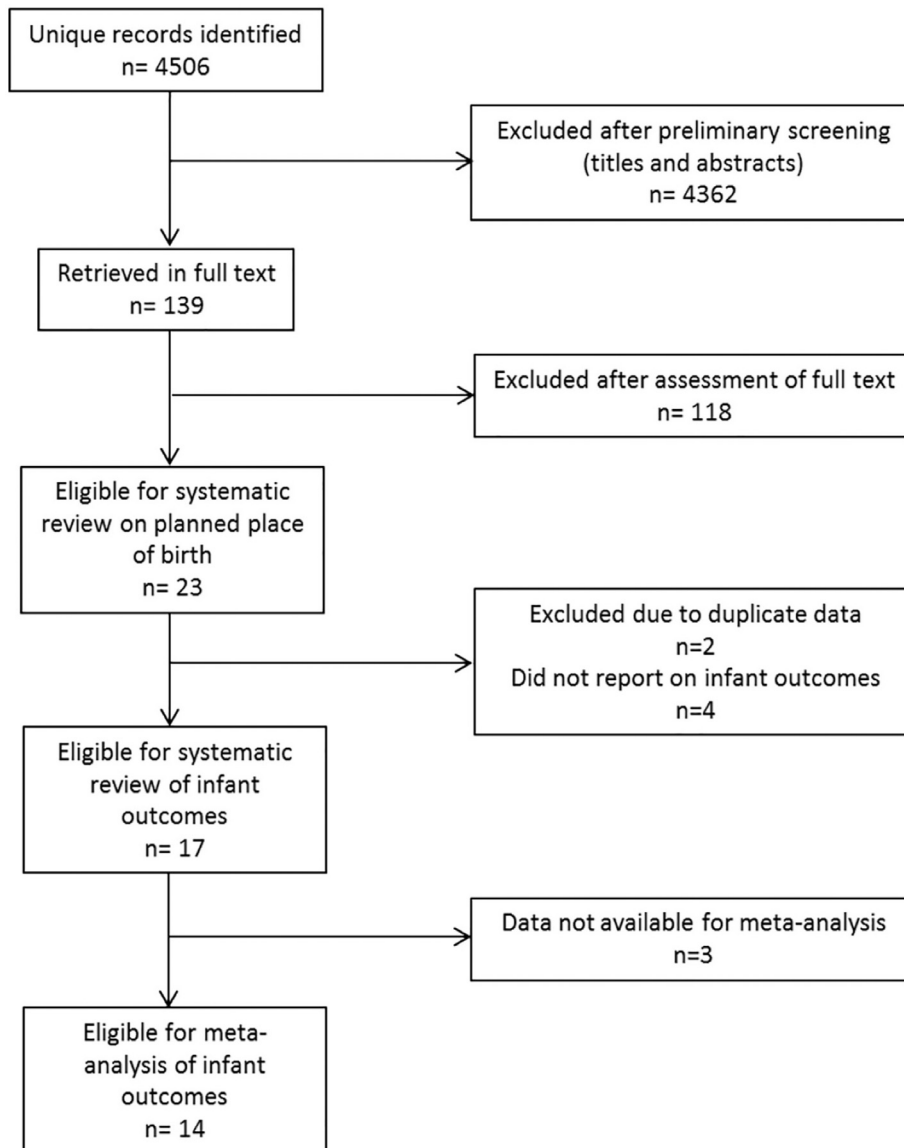 Unique records identified
n= 4506
Excluded after preliminary screening
(titles and abstracts)
n= 4362
Retrieved in full text
n= 139
Excluded after assessment of full text
n= 118
Eligible for systematic
review on planned place
of birth
n= 23
Excluded due to duplicate data
n=2
Did not report on infant outcomes
n=4
Eligible for systematic
review of infant
outcomes
n= 17
Data not available for meta-analysis
n=3
Eligible for meta-
analysis of infant
outcomes
n= 14